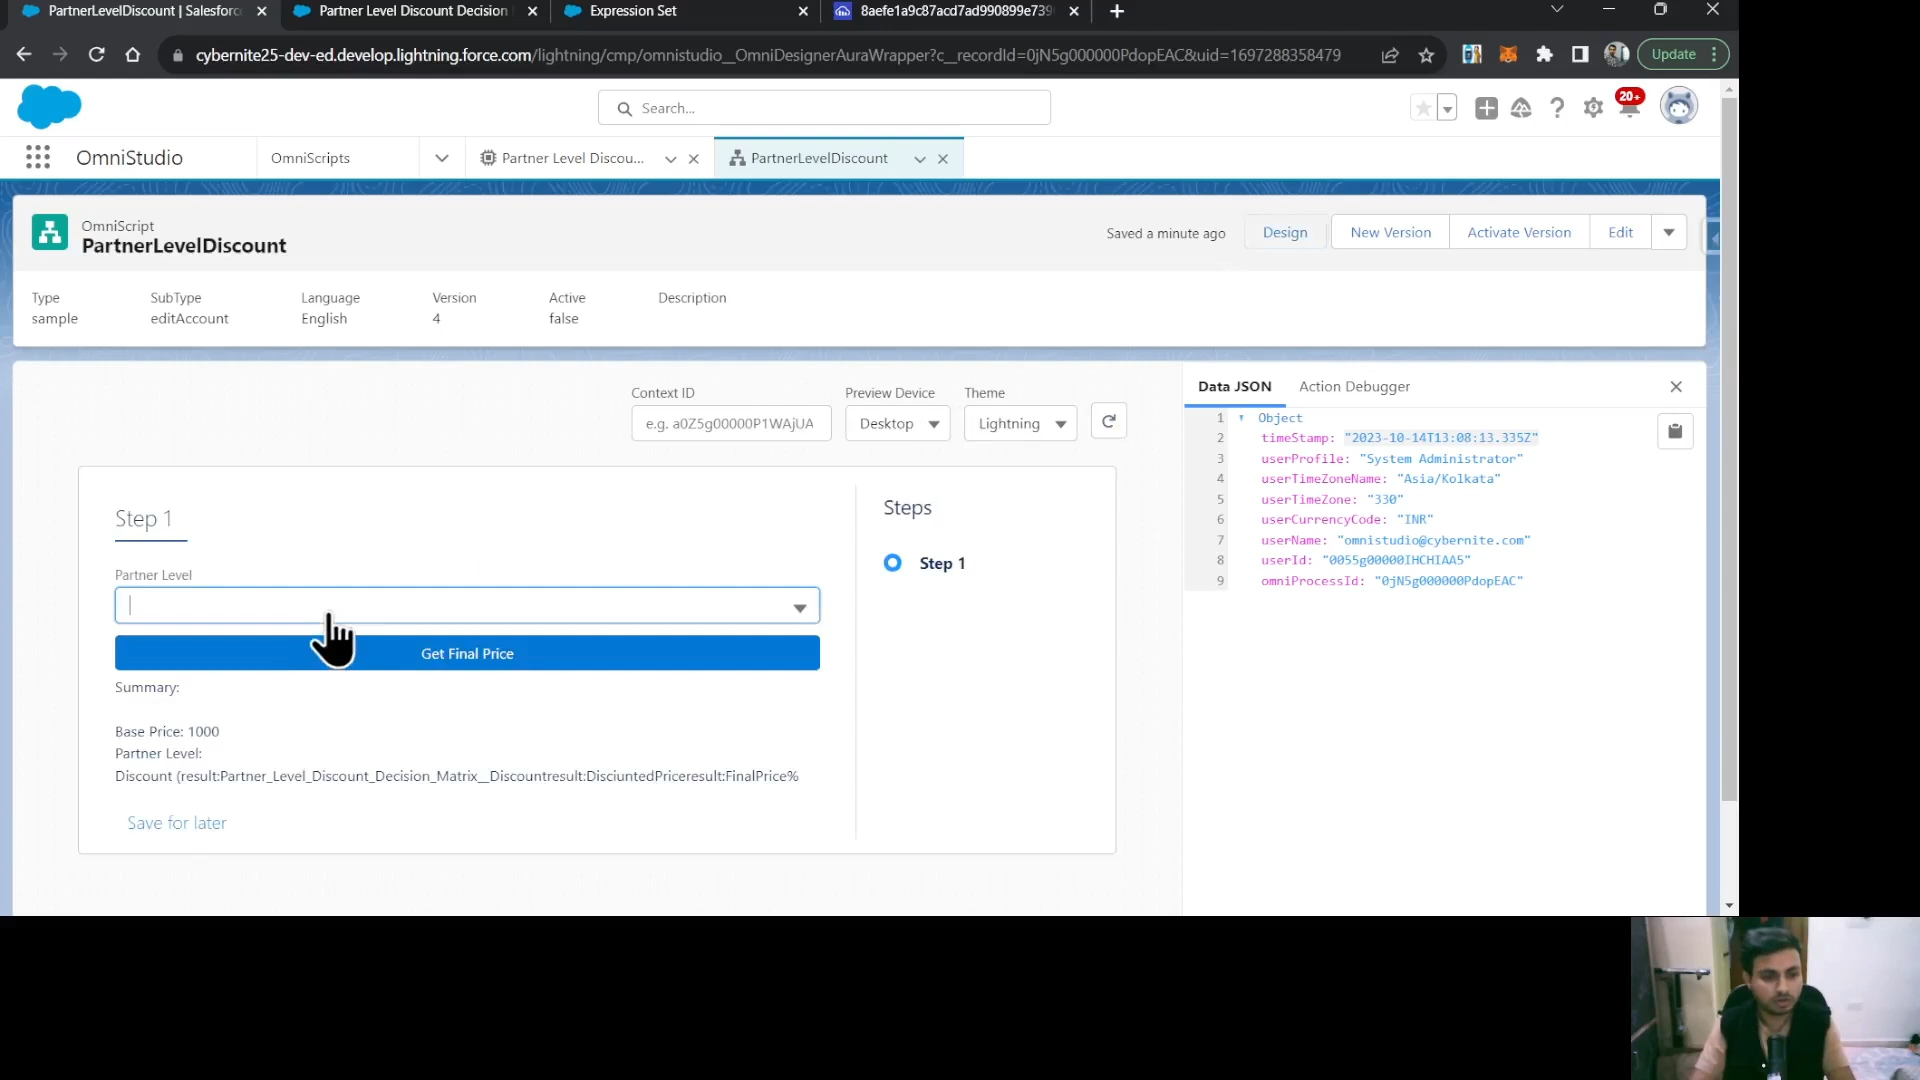 PartnerLevelDiscount | Salesforc
Partner Level Discount Decision
Expression Set
8aefe1a9c87acd7ad990899e739
cybernite25-dev-ed.develop.lightning.force.com/lightning/cmp/omnistudio__OmniDesignerAuraWrapper?c__recordId=0jN5g000000PdopEAC&uid=1697288358479
Update
Search...
20+
OmniStudio
OmniScripts
Partner Level Discou...
PartnerLevelDiscount
OmniScript
PartnerLevelDiscount
Saved a minute ago
Design
New Version
Activate Version
Edit
Type
SubType
Language
Version
Active
Description
sample
editAccount
English
4
false
Context ID
Preview Device
Theme
e.g. a0Z5g00000P1WAjUA
Desktop
Lightning
Data JSON
Action Debugger
1 Object
2 timeStamp: "2023-10-14T13:08:13.335Z"
3 userProfile: "System Administrator"
4 userTimeZoneName: "Asia/Kolkata"
5 userTimeZone: "330"
6 userCurrencyCode: "INR"
7 userName: "omnistudio@cybernite.com"
8 userId: "0055g00000IHCHIAA5"
9 omniProcessId: "0jN5g000000PdopEAC"
Step 1
Partner Level
Get Final Price
Summary:
Base Price: 1000
Partner Level:
Discount (result:Partner_Level_Discount_Decision_Matrix__Discountresult:DisciuntedPriceresult:FinalPrice%
Save for later
Steps
Step 1